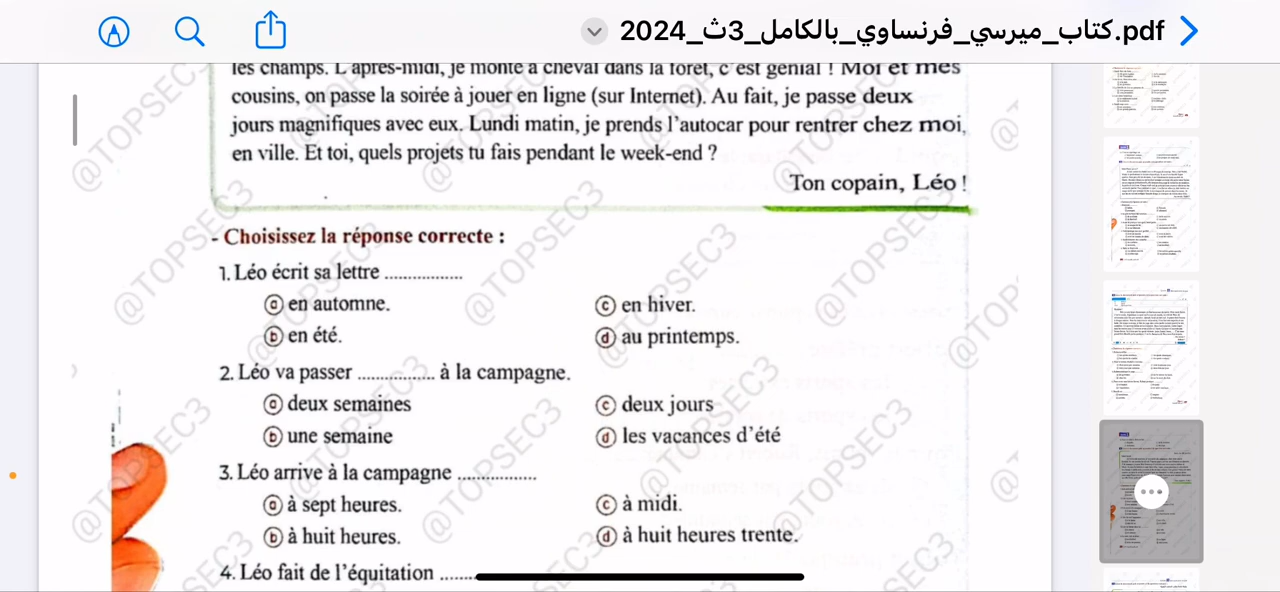 كتاب_ميرسي_فرنساوي_بالكامل_3ث_2024.pdf
les champs. L'après-midi, je monte à cheval dans la forêt, c'est génial ! Moi et mes
cousins, on passe la soirée à jouer en ligne (sur Internet). Au fait, je passe deux
jours magnifiques avec eux. Lundi matin, je prends l'autocar pour rentrer chez moi,
en ville. Et toi, quels projets tu fais pendant le week-end ?
Ton copain, Léo !
- Choisissez la réponse correcte :
1. Léo écrit sa lettre ...............
ⓐ en automne.
ⓒ en hiver.
ⓑ en été.
ⓓ au printemps.
2. Léo va passer ............... à la campagne.
ⓐ deux semaines
ⓒ deux jours
ⓑ une semaine
ⓓ les vacances d'été
3. Léo arrive à la campagne ...............
ⓐ à sept heures.
ⓒ à midi.
ⓑ à huit heures.
ⓓ à huit heures trente.
4. Léo fait de l'équitation .......
@TOPSEC3